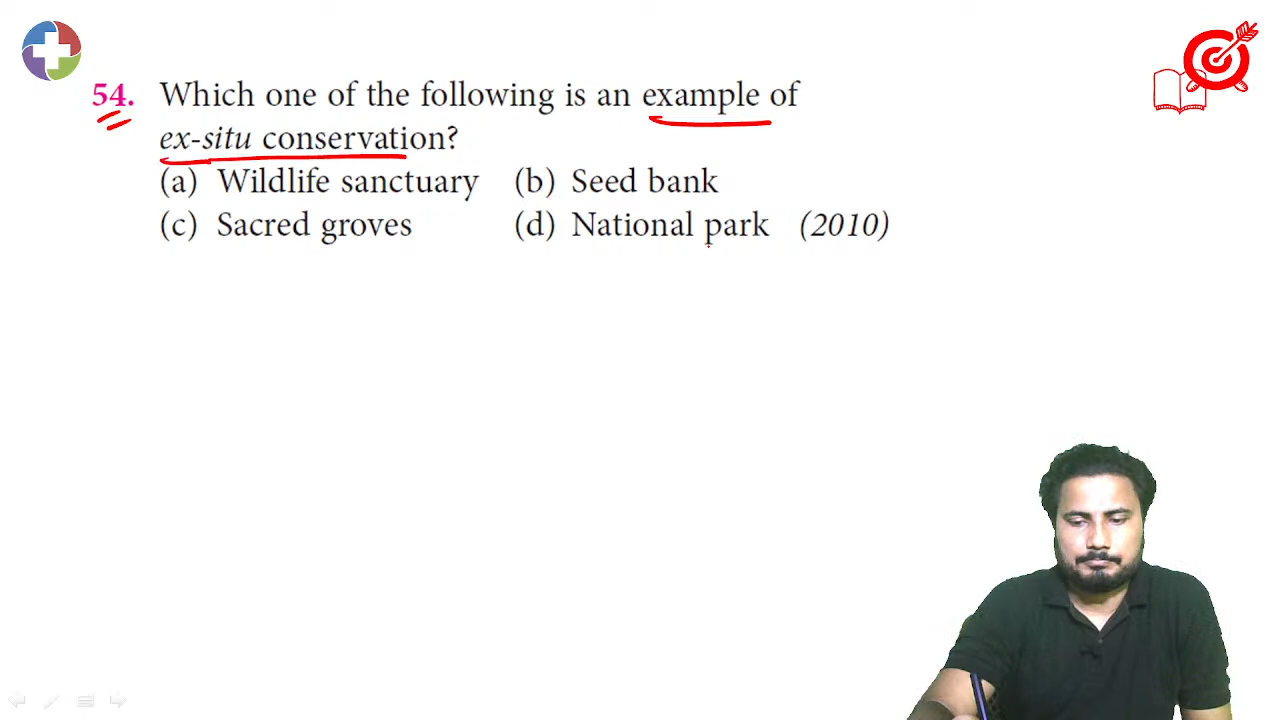 54. Which one of the following is an example of
ex-situ conservation?
(a) Wildlife sanctuary (b) Seed bank
(c) Sacred groves (d) National park (2010)